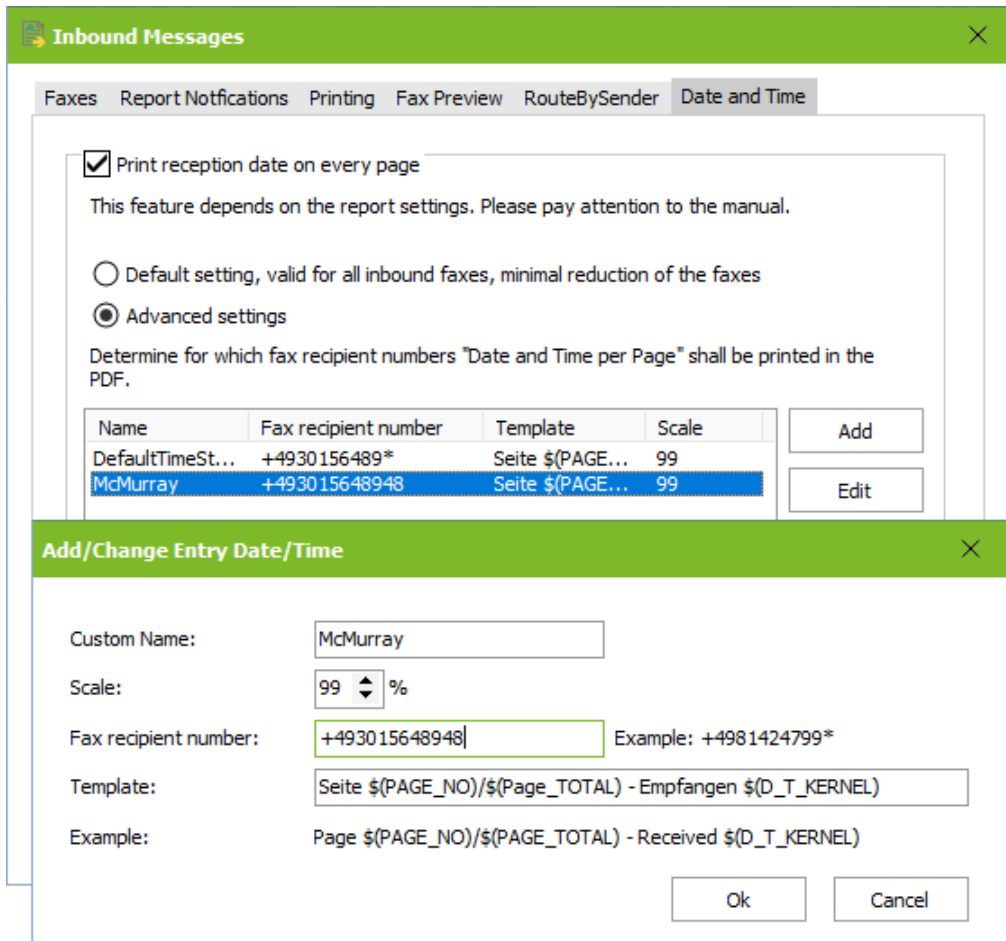 Inbound Messages
Faxes Report Notfications Printing Fax Preview RouteBySender Date and Time
Print reception date on every page
This feature depends on the report settings. Please pay attention to the manual.
Default setting, valid for all inbound faxes, minimal reduction of the faxes
Advanced settings
Determine for which fax recipient numbers "Date and Time per Page" shall be printed in the
PDF.
Name Fax recipient number Template Scale
DefaultTimeSt... +4930156489* Seite $(PAGE... 99
McMurray +493015648948 Seite $(PAGE... 99
Add
Edit
Add/Change Entry Date/Time
Custom Name: McMurray
Scale: 99 %
Fax recipient number: +493015648948 Example: +4981424799*
Template: Seite $(PAGE_NO)/$(Page_TOTAL) - Empfangen $(D_T_KERNEL)
Example: Page $(PAGE_NO)/$(PAGE_TOTAL) - Received $(D_T_KERNEL)
Ok Cancel